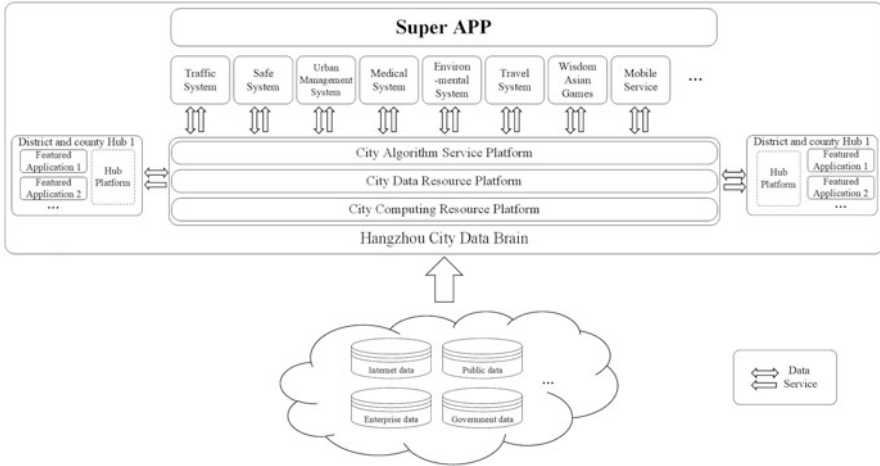 Super APP
Traffic
System
Safe
System
Urban
Management
System
Medical
System
Environ
-mental
System
Travel
System
Wisdom
Asian
Games
Mobile
Service
...
District and county Hub 1
Featured
Application 1
Featured
Application 2
...
Hub
Platform
City Algorithm Service Platform
City Data Resource Platform
City Computing Resource Platform
District and county Hub 1
Hub
Platform
Featured
Application 1
Featured
Application 2
...
Hangzhou City Data Brain
Internet data
Public data
...
Enterprise data
Government data
Data
Service